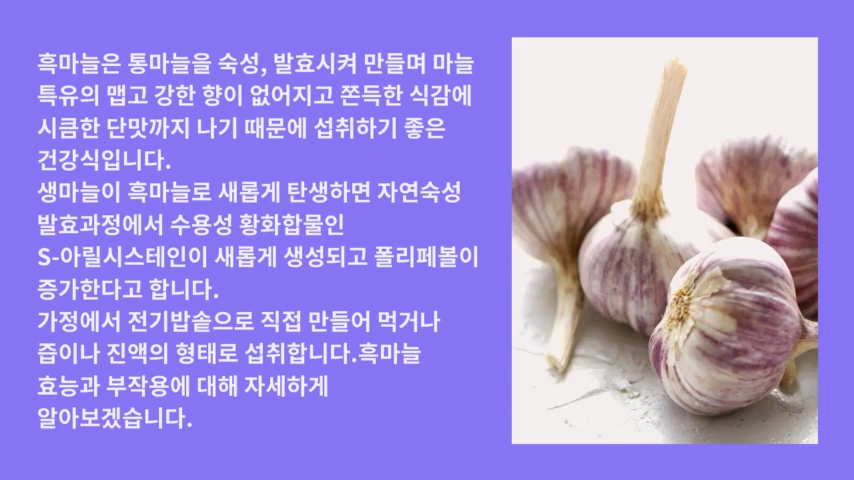 흑마늘은 통마늘을 숙성, 발효시켜 만들며 마늘
특유의 맵고 강한 향이 없어지고 쫀득한 식감에
시큼한 단맛까지 나기 때문에 섭취하기 좋은
건강식입니다.
생마늘이 흑마늘로 새롭게 탄생하면 자연숙성
발효과정에서 수용성 황화합물인
S-아릴시스테인이 새롭게 생성되고 폴리페볼이
증가한다고 합니다.
가정에서 전기밥솥으로 직접 만들어 먹거나
즙이나 진액의 형태로 섭취합니다.흑마늘
효능과 부작용에 대해 자세하게
알아보겠습니다.